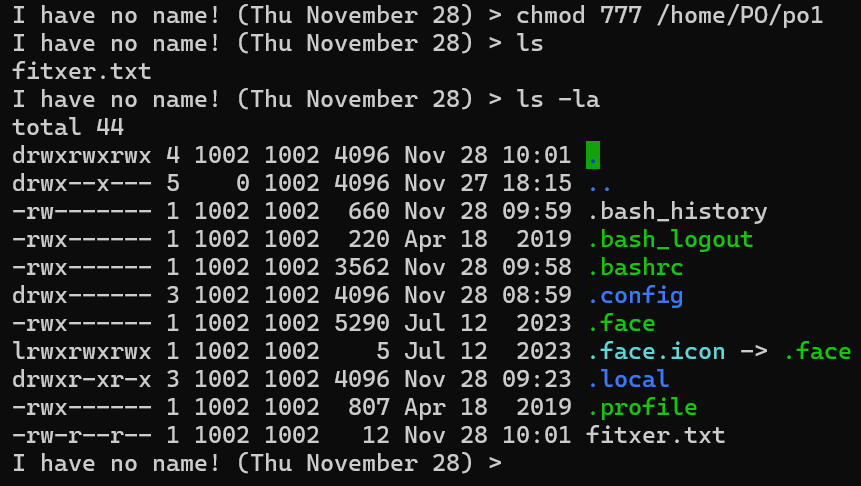 I have no name! (Thu November 28) > chmod 777 /home/PO/po1
I have no name! (Thu November 28) > ls
fitxer.txt
I have no name! (Thu November 28) > ls -la
total 44
drwxrwxrwx 4 1002 1002 4096 Nov 28 10:01 .
drwx--x--- 5    0 1002 4096 Nov 27 18:15 ..
-rw------- 1 1002 1002  660 Nov 28 09:59 .bash_history
-rwx------ 1 1002 1002  220 Apr 18  2019 .bash_logout
-rwx------ 1 1002 1002 3562 Nov 28 09:58 .bashrc
drwx------ 3 1002 1002 4096 Nov 28 08:59 .config
-rwx------ 1 1002 1002 5290 Jul 12  2023 .face
lrwxrwxrwx 1 1002 1002    5 Jul 12  2023 .face.icon -> .face
drwxr-xr-x 3 1002 1002 4096 Nov 28 09:23 .local
-rwx------ 1 1002 1002  807 Apr 18  2019 .profile
-rw-r--r-- 1 1002 1002   12 Nov 28 10:01 fitxer.txt
I have no name! (Thu November 28) >